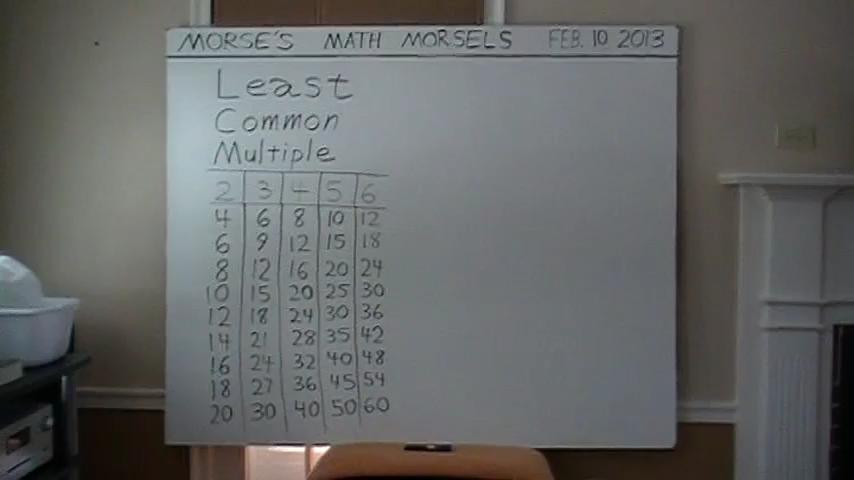 MORSE'S MATH MORSELS FEB. 10 2013
Least
Common
Multiple
2 3 4 5 6
4 6 8 10 12
6 9 12 15 18
8 12 16 20 24
10 15 20 25 30
12 18 24 30 36
14 21 28 35 42
16 24 32 40 48
18 27 36 45 54
20 30 40 50 60